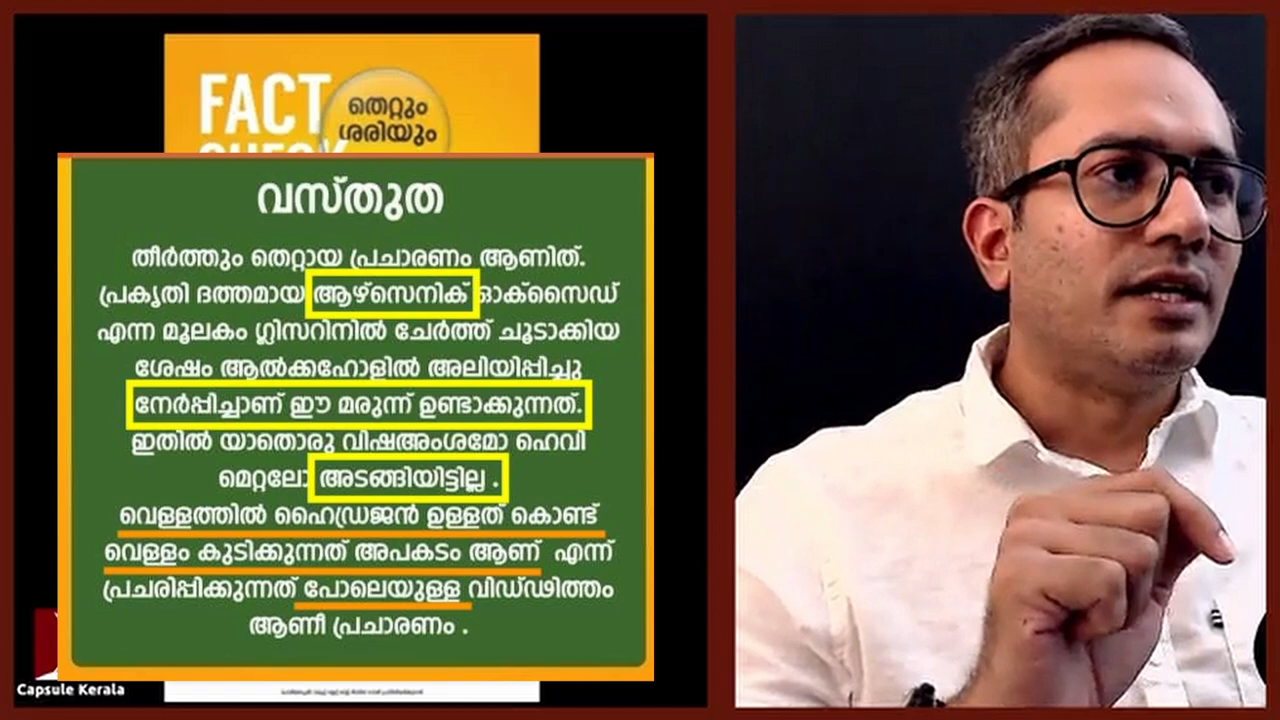 FACT
തെറ്റും
ശരിയും
വസ്തുത
തീർത്തും തെറ്റായ പ്രചാരണം ആണിത്.
പ്രകൃതി ദത്തമായ ആഴ്സെനിക് ഓക്സൈഡ്
എന്ന മൂലകം ഗ്ലിസറിനിൽ ചേർത്ത് ചൂടാക്കിയ
ശേഷം ആൽക്കഹോളിൽ അലിയിപ്പിച്ചു
നേർപ്പിച്ചാണ് ഈ മരുന്ന് ഉണ്ടാക്കുന്നത്.
ഇതിൽ യാതൊരു വിഷഅംശമോ ഹെവി
മെറ്റലോ അടങ്ങിയിട്ടില്ല .
വെള്ളത്തിൽ ഹൈഡ്രജൻ ഉള്ളത് കൊണ്ട്
വെള്ളം കുടിക്കുന്നത് അപകടം ആണ് എന്ന്
പ്രചരിപ്പിക്കുന്നത് പോലെയുള്ള വിഡ്ഢിത്തം
ആണീ പ്രചാരണം .
Capsule Kerala